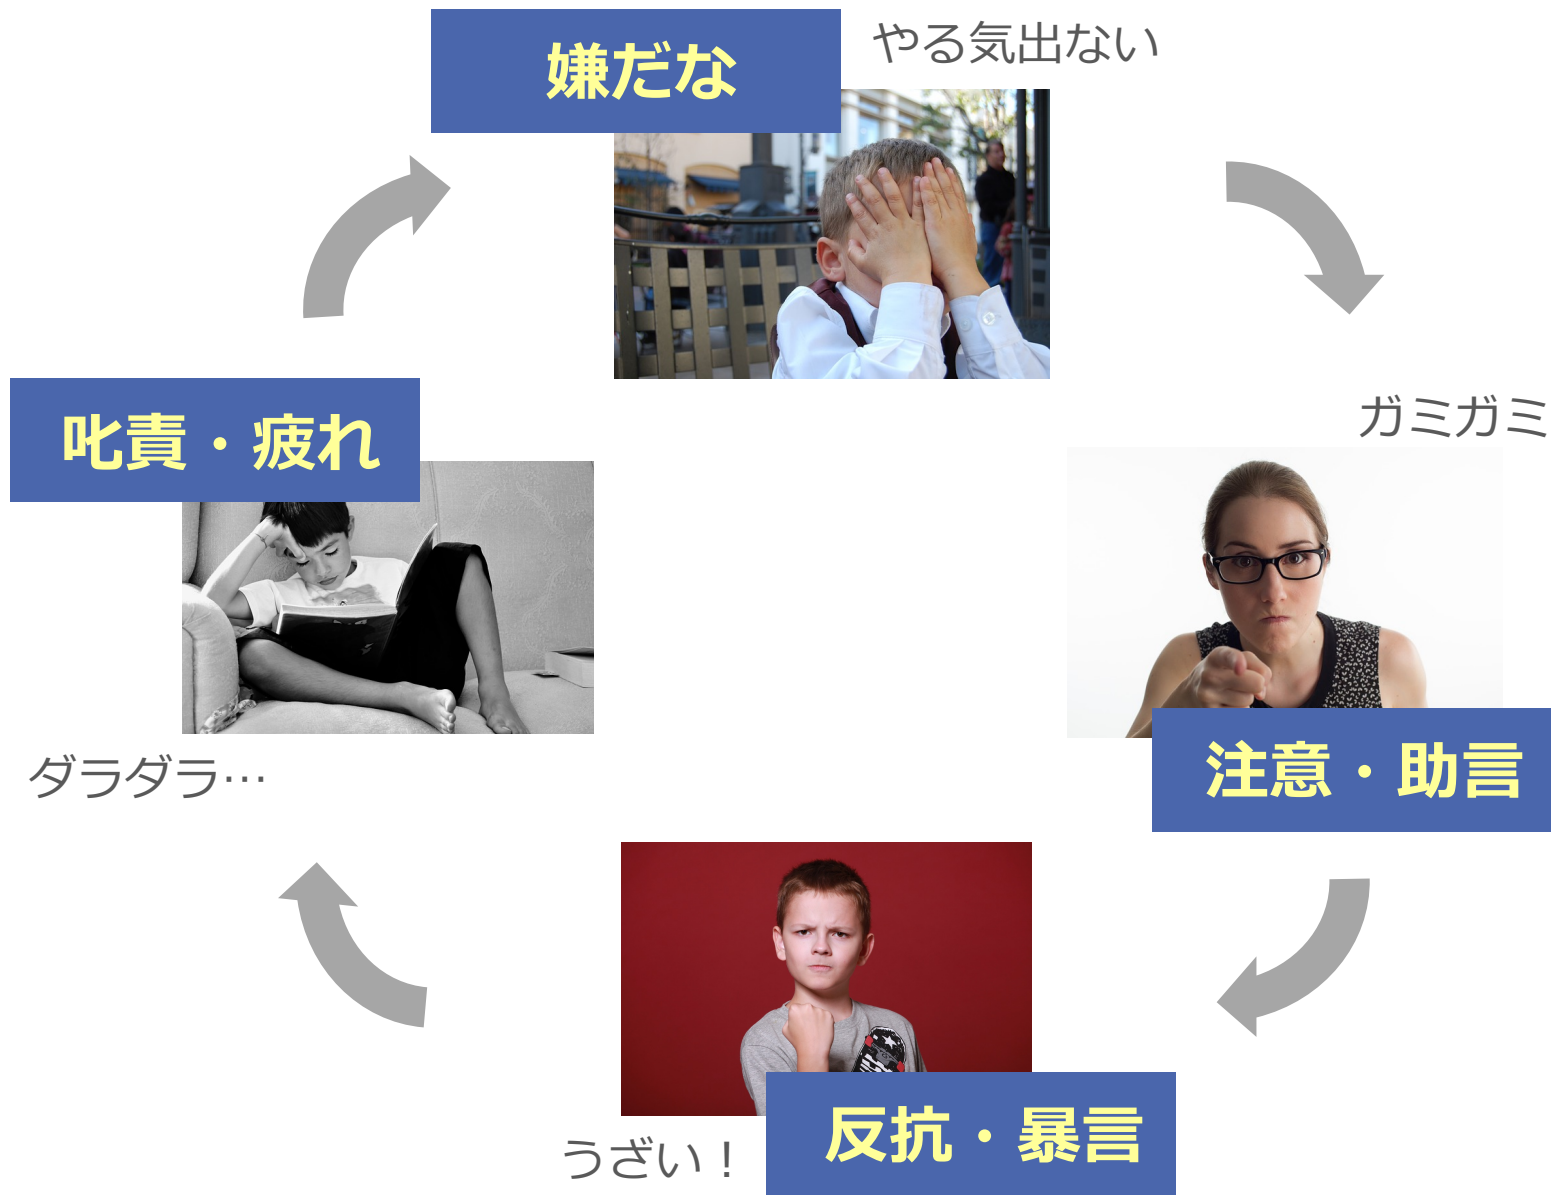 嫌だな
やる気出ない
ガミガミ
注意・助言
反抗・暴言
うざい！
叱責・疲れ
ダラダラ…